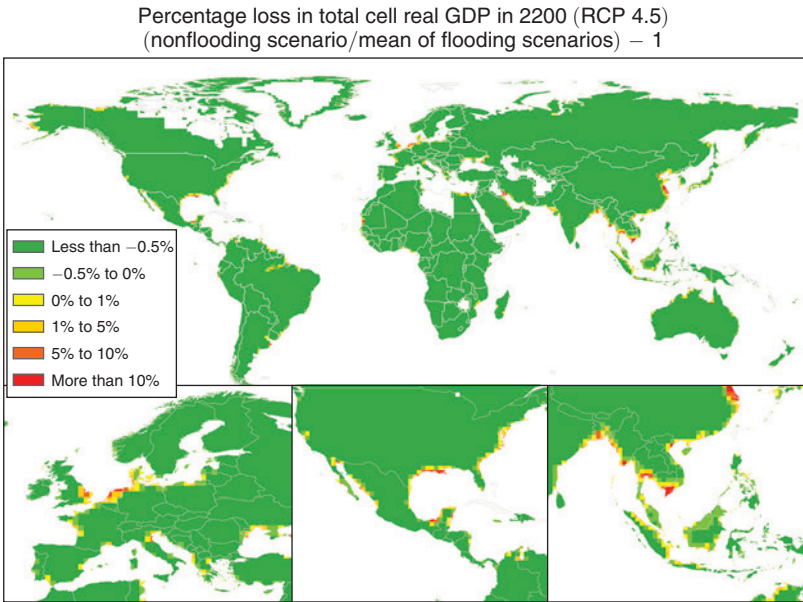 Percentage loss in total cell real GDP in 2200 (RCP 4.5)
(nonflooding scenario/mean of flooding scenarios) − 1
Less than −0.5%
−0.5% to 0%
0% to 1%
1% to 5%
5% to 10%
More than 10%